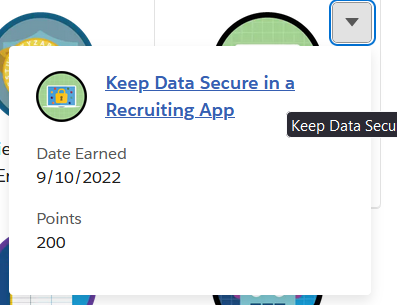 Keep Data Secure in a
Recruiting App
Keep Data Secu
Date Earned
9/10/2022
Points
200